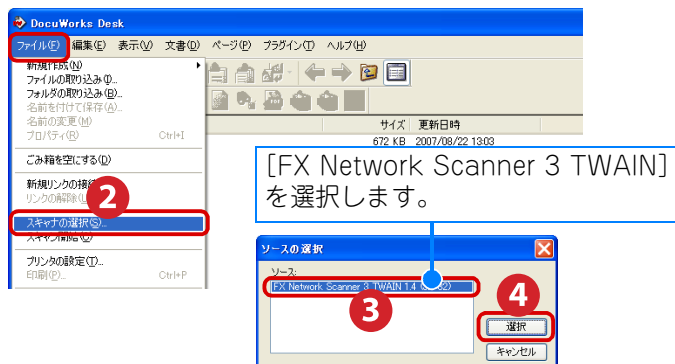 DocuWorks Desk
ファイル(F) 編集(E) 表示(V) 文書(D) ページ(P) プラグイン(T) ヘルプ(H)
新規作成(N)
ファイルの取り込み(I)...
フォルダの取り込み(B)...
名前を付けて保存(A)...
名前の変更(M)
プロパティ(R) Ctrl+I
サイズ 更新日時
672 KB 2007/08/22 13:03
ごみ箱を空にする(D)
新規リンクの接続
リンクの解除(
2
スキャナの選択(S)...
スキャン開始(C)
プリンタの設定(T)...
印刷(P)... Ctrl+P
[FX Network Scanner 3 TWAIN]
を選択します。
ソースの選択
ソース:
FX Network Scanner 3 TWAIN 1.4
3
4
選択
キャンセル